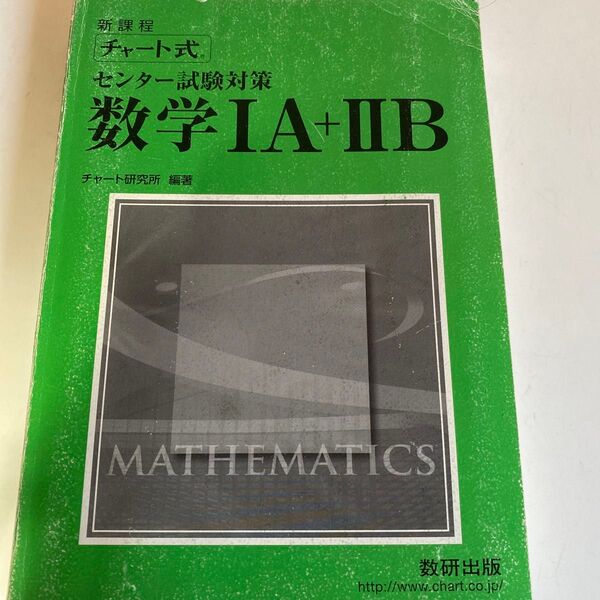 新課程
チャート式®
センター試験対策
数学ⅠA+ⅡB
チャート研究所 編著
MATHEMATICS
数研出版
http://www.chart.co.jp/